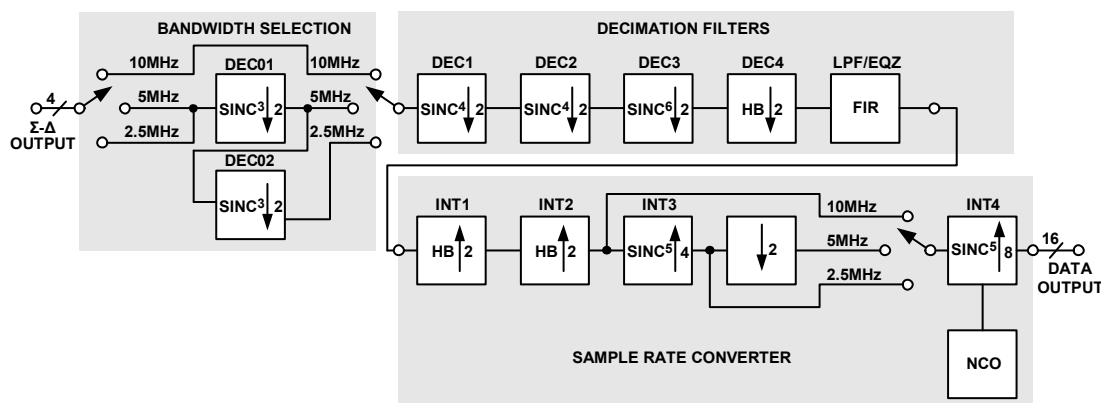 BANDWIDTH SELECTION
10MHz 10MHz
DEC01
4
5MHz SINC3 2 5MHz
Σ-Δ
OUTPUT
2.5MHz 2.5MHz
DEC02
SINC3 2
DECIMATION FILTERS
DEC1 DEC2 DEC3 DEC4 LPF/EQZ
SINC4 2 SINC4 2 SINC6 2 HB 2 FIR
INT1 INT2 INT3 10MHz INT4
HB 2 HB 2 SINC5 4 2 5MHz SINC5 8 16
2.5MHz
DATA
OUTPUT
SAMPLE RATE CONVERTER
NCO